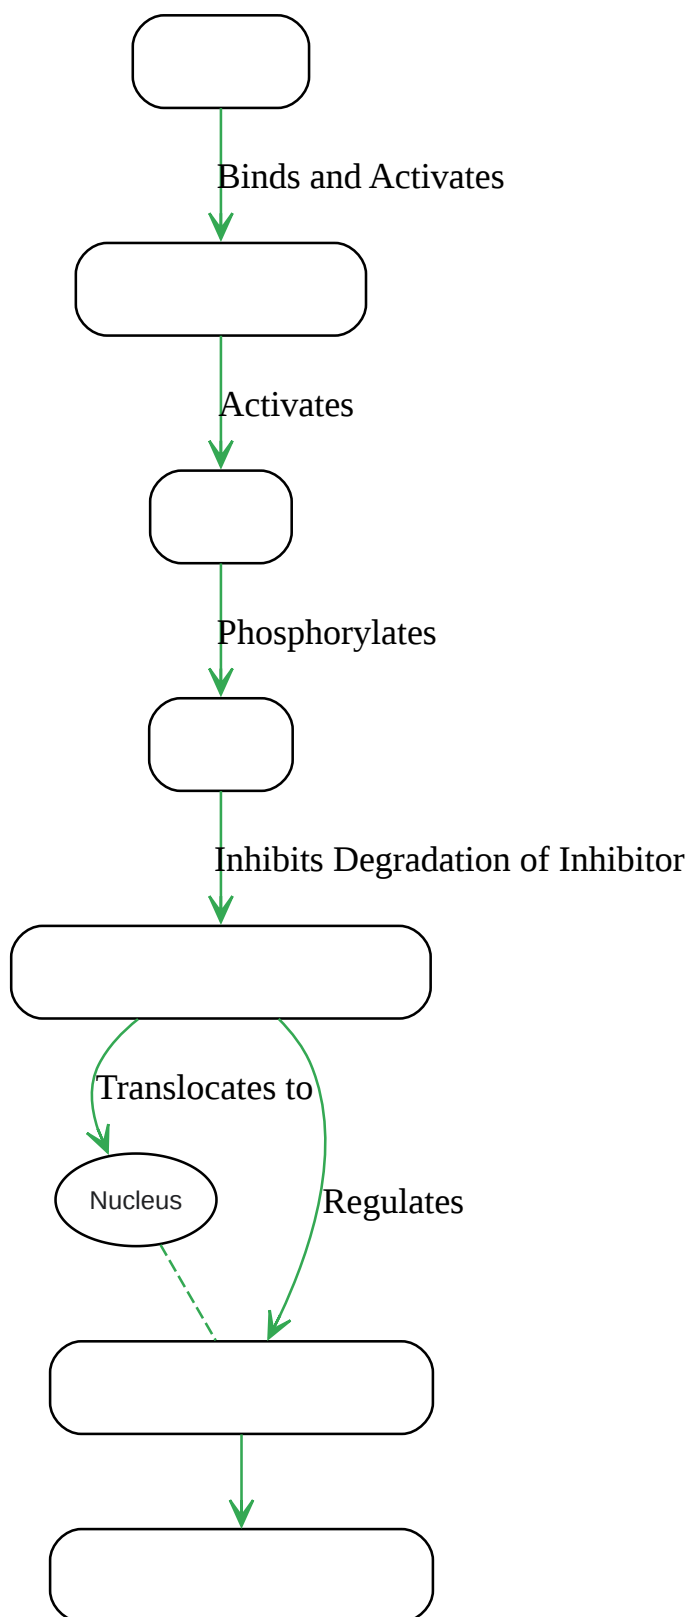 Binds and Activates
Activates
Phosphorylates
Inhibits Degradation of Inhibitor
Translocates to
Nucleus
Regulates